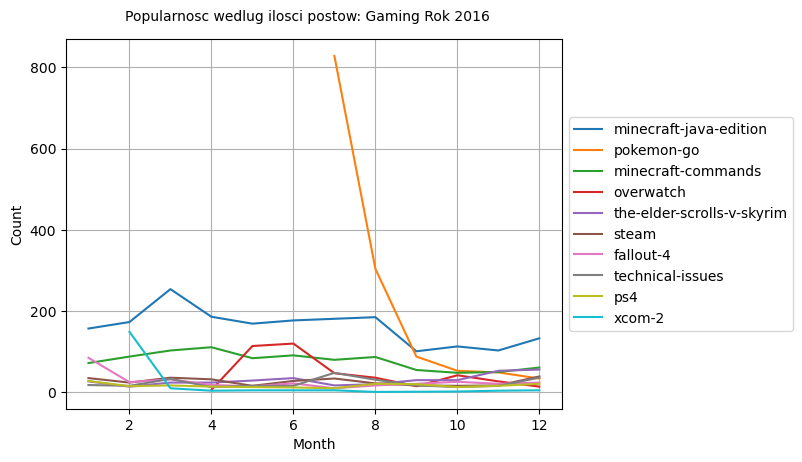 Popularnosc wedlug ilosci postow: Gaming Rok 2016
Count
800
600
400
200
0
2 4 6 8 10 12
Month
minecraft-java-edition
pokemon-go
minecraft-commands
overwatch
the-elder-scrolls-v-skyrim
steam
fallout-4
technical-issues
ps4
xcom-2